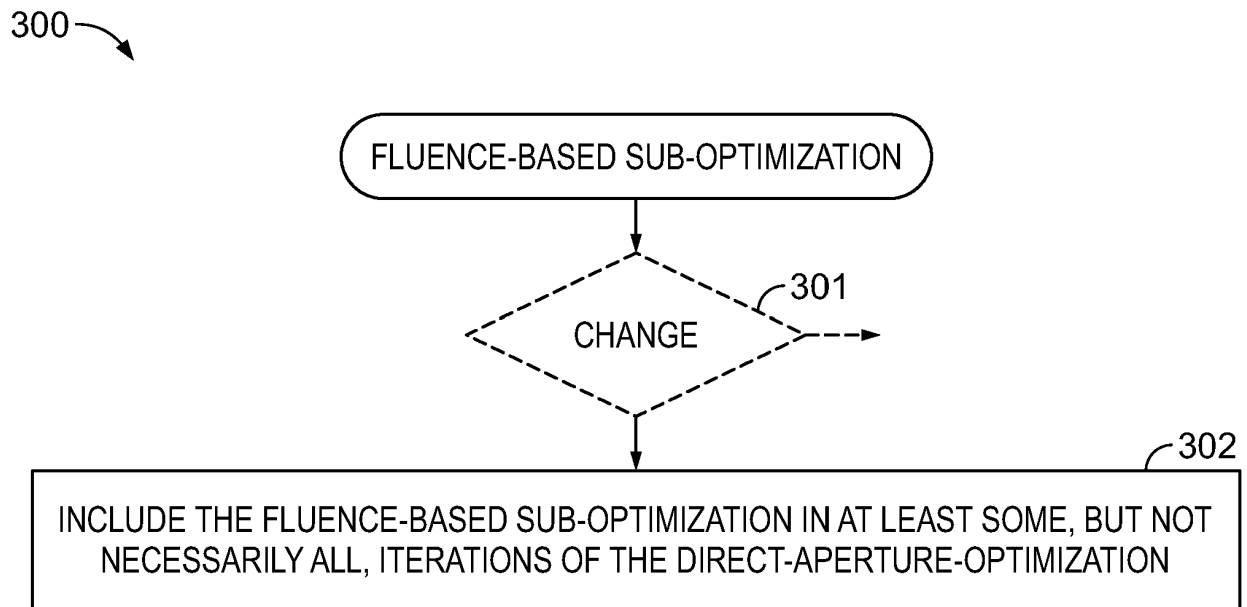 300
FLUENCE-BASED SUB-OPTIMIZATION
301
CHANGE
302
INCLUDE THE FLUENCE-BASED SUB-OPTIMIZATION IN AT LEAST SOME, BUT NOT
NECESSARILY ALL, ITERATIONS OF THE DIRECT-APERTURE-OPTIMIZATION